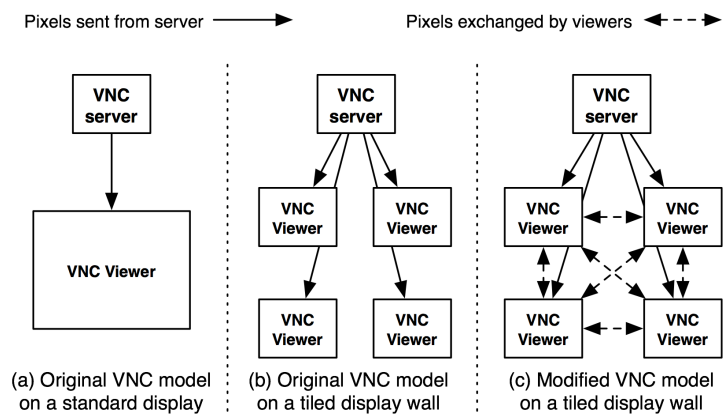 Pixels sent from server
Pixels exchanged by viewers
VNC
server
VNC Viewer
(a) Original VNC model
on a standard display
VNC
server
VNC
Viewer
VNC
Viewer
VNC
Viewer
VNC
Viewer
(b) Original VNC model
on a tiled display wall
VNC
server
VNC
Viewer
VNC
Viewer
VNC
Viewer
VNC
Viewer
(c) Modified VNC model
on a tiled display wall